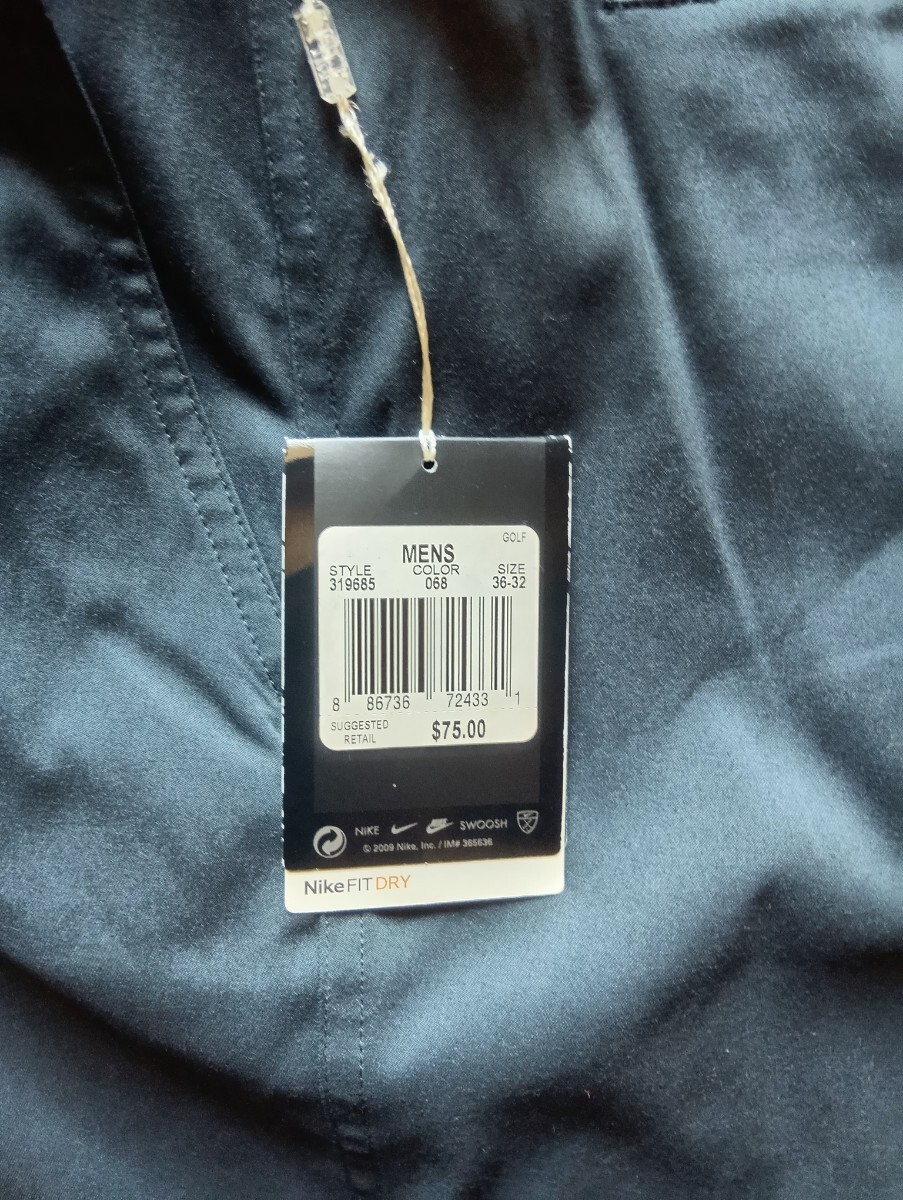 GOLF
MENS
STYLE COLOR SIZE
319685 068 36-32
8 86736 72433 1
SUGGESTED RETAIL $75.00
NIKE SWOOSH
© 2009 Nike, Inc. / IM# 365636
NikeFITDRY